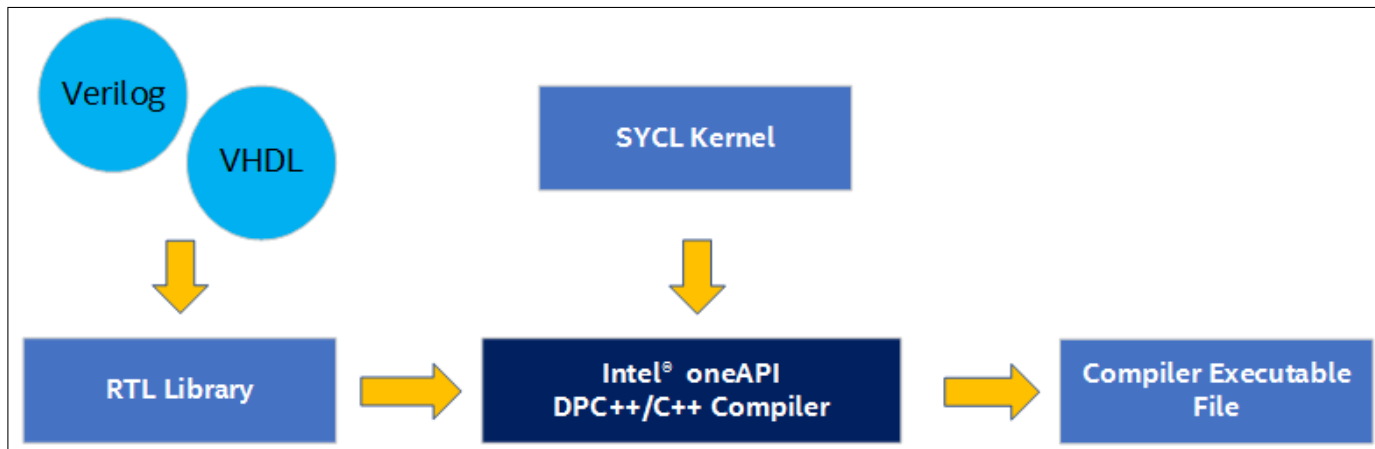 Verilog
VHDL
SYCL Kernel
RTL Library
Intel® oneAPI
DPC++/C++ Compiler
Compiler Executable
File